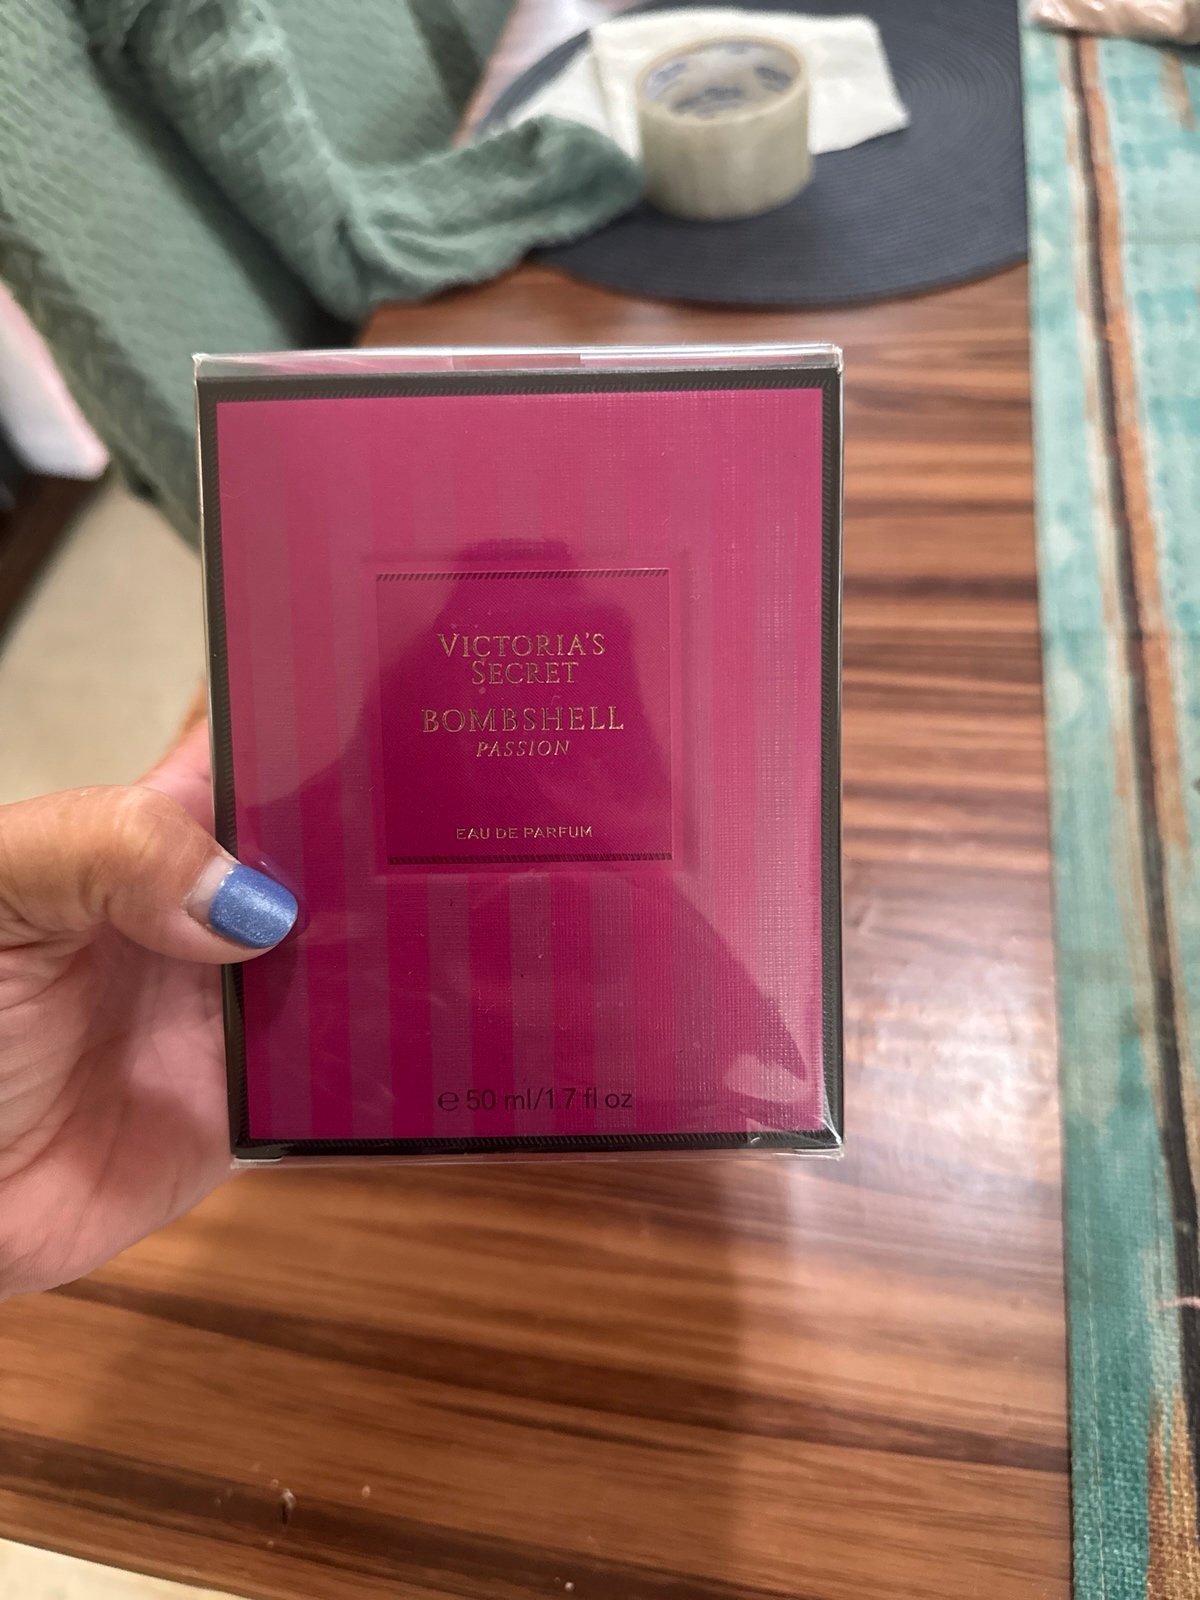 VICTORIA'S
SECRET
BOMBSHELL
PASSION
EAU DE PARFUM
℮ 50 ml/1.7 fl oz